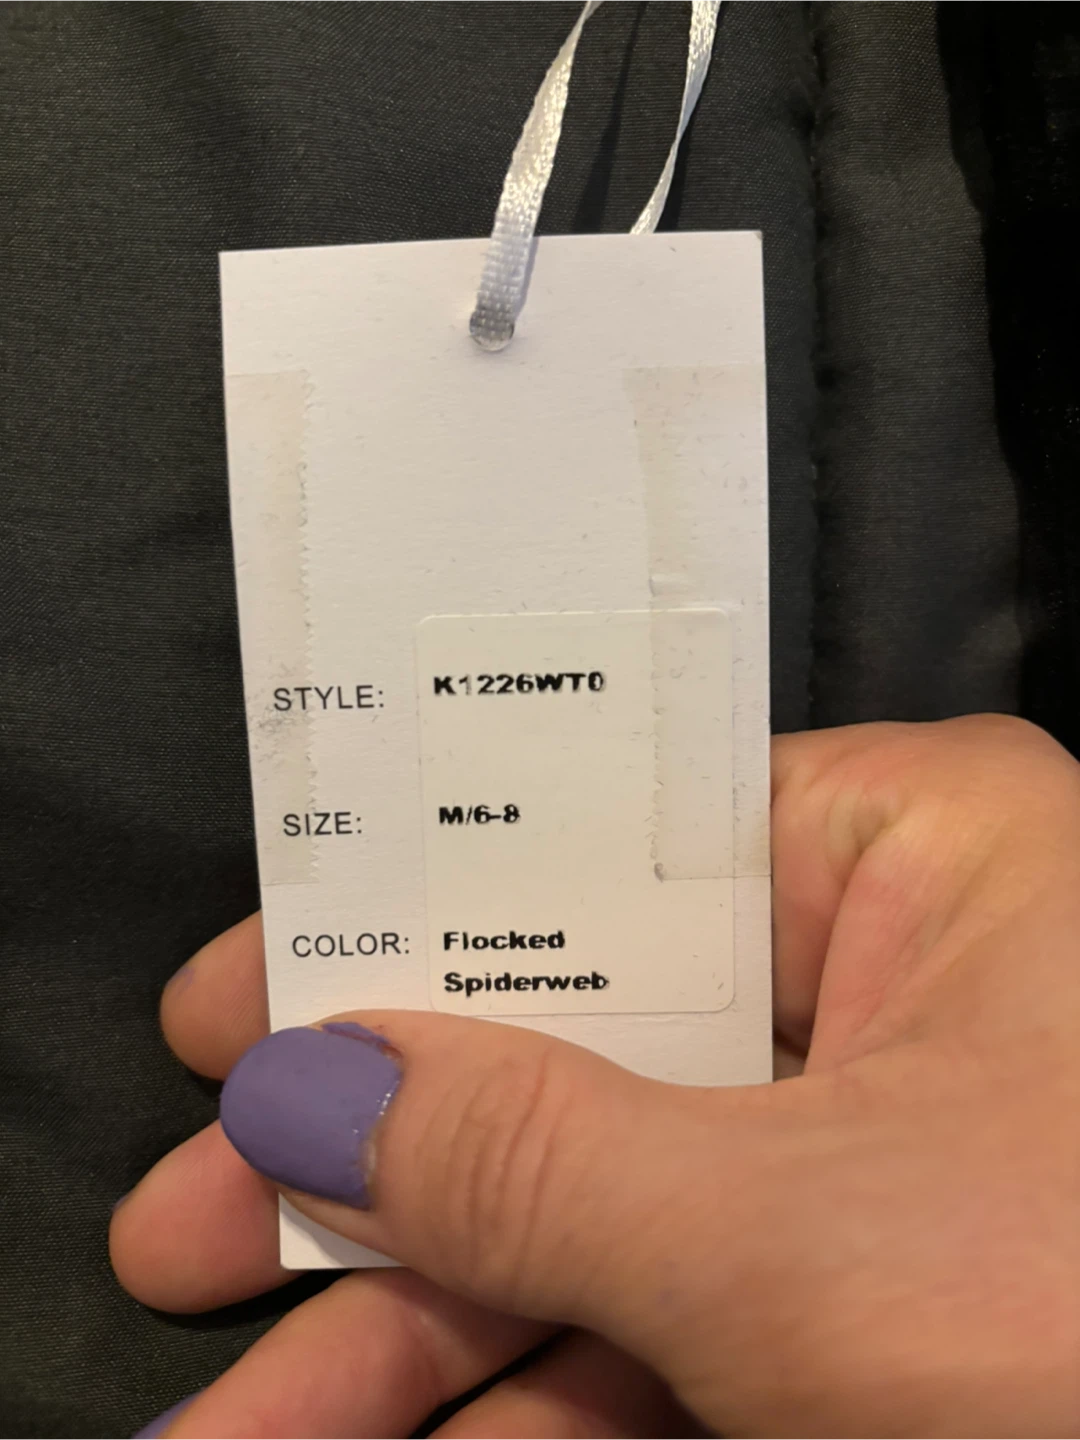 STYLE: K1226WT0
SIZE: M/6-8
COLOR: Flocked
Spiderweb